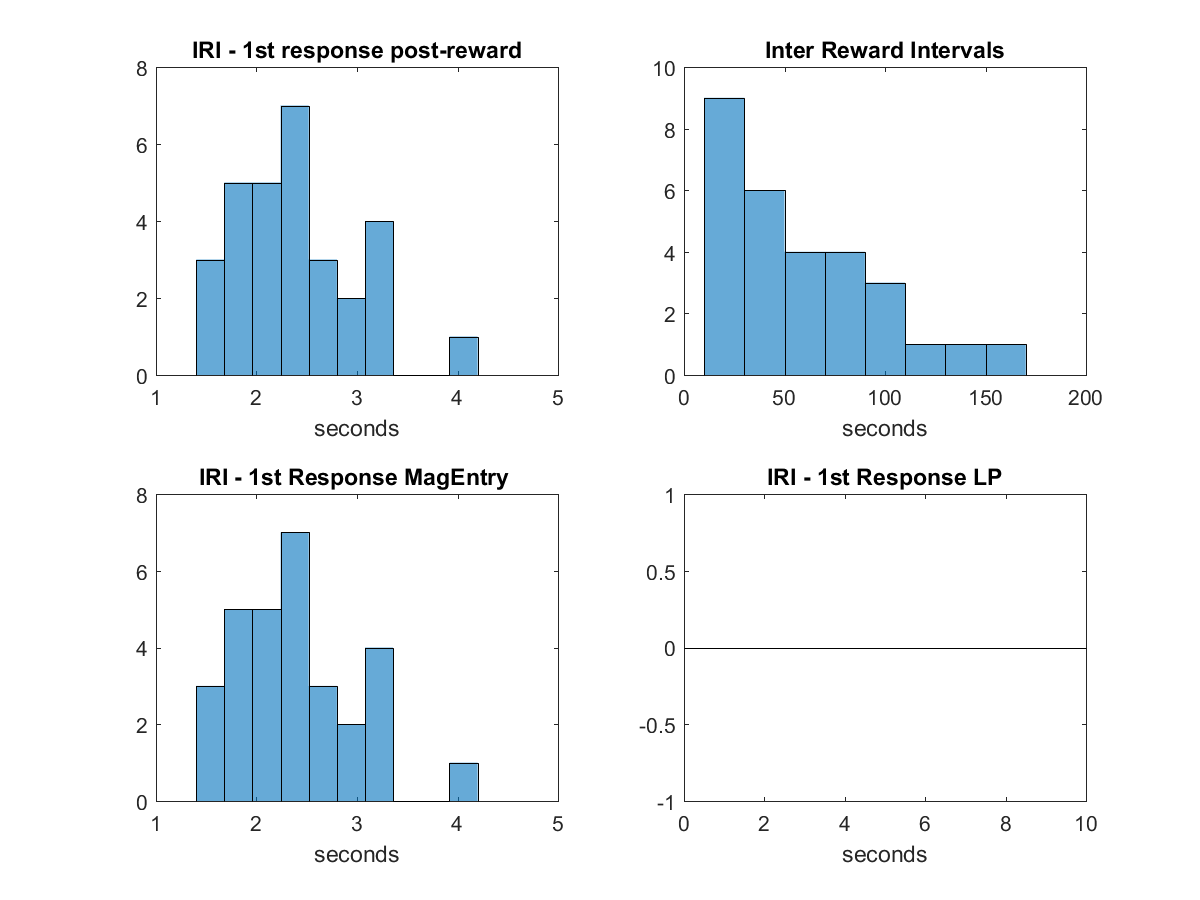 IRI - 1st response post-reward
8
6
4
2
0
1 2 3 4 5
seconds
Inter Reward Intervals
10
8
6
4
2
0
0 50 100 150 200
seconds
IRI - 1st Response MagEntry
8
6
4
2
0
1 2 3 4 5
seconds
IRI - 1st Response LP
1
0.5
0
-0.5
-1
0 2 4 6 8 10
seconds